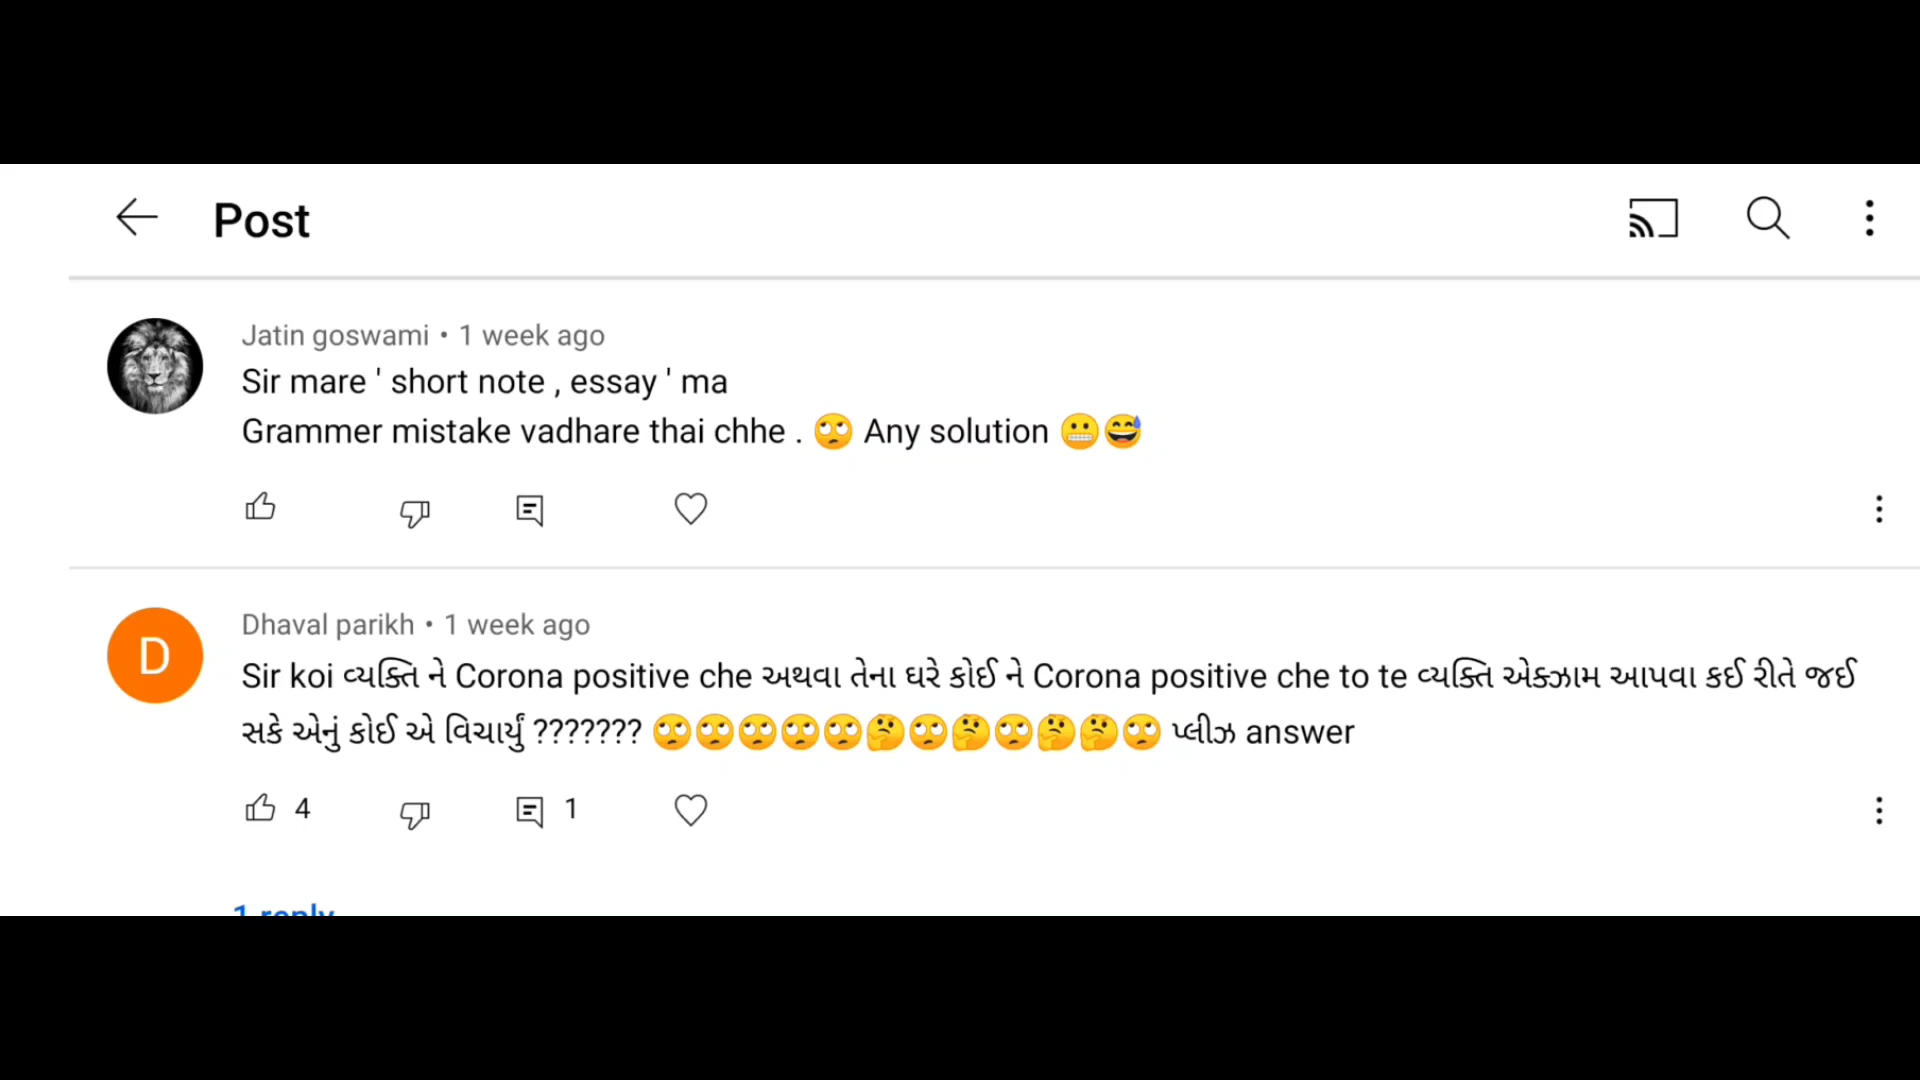 Post
Jatin goswami • 1 week ago
Sir mare ' short note , essay ' ma
Grammer mistake vadhare thai chhe . 🙄 Any solution 😬😅
Dhaval parikh • 1 week ago
D
Sir koi વ્યક્તિ ને Corona positive che અથવા તેના ઘરે કોઈ ને Corona positive che to te વ્યક્તિ એક્ઝામ આપવા કઈ રીતે જઈ
સકે એનું કોઈ એ વિચાર્યું ??????? 🙄🙄🙄🙄🙄🤔🙄🤔🙄🤔🤔🙄 પ્લીઝ answer
4 1
1 reply